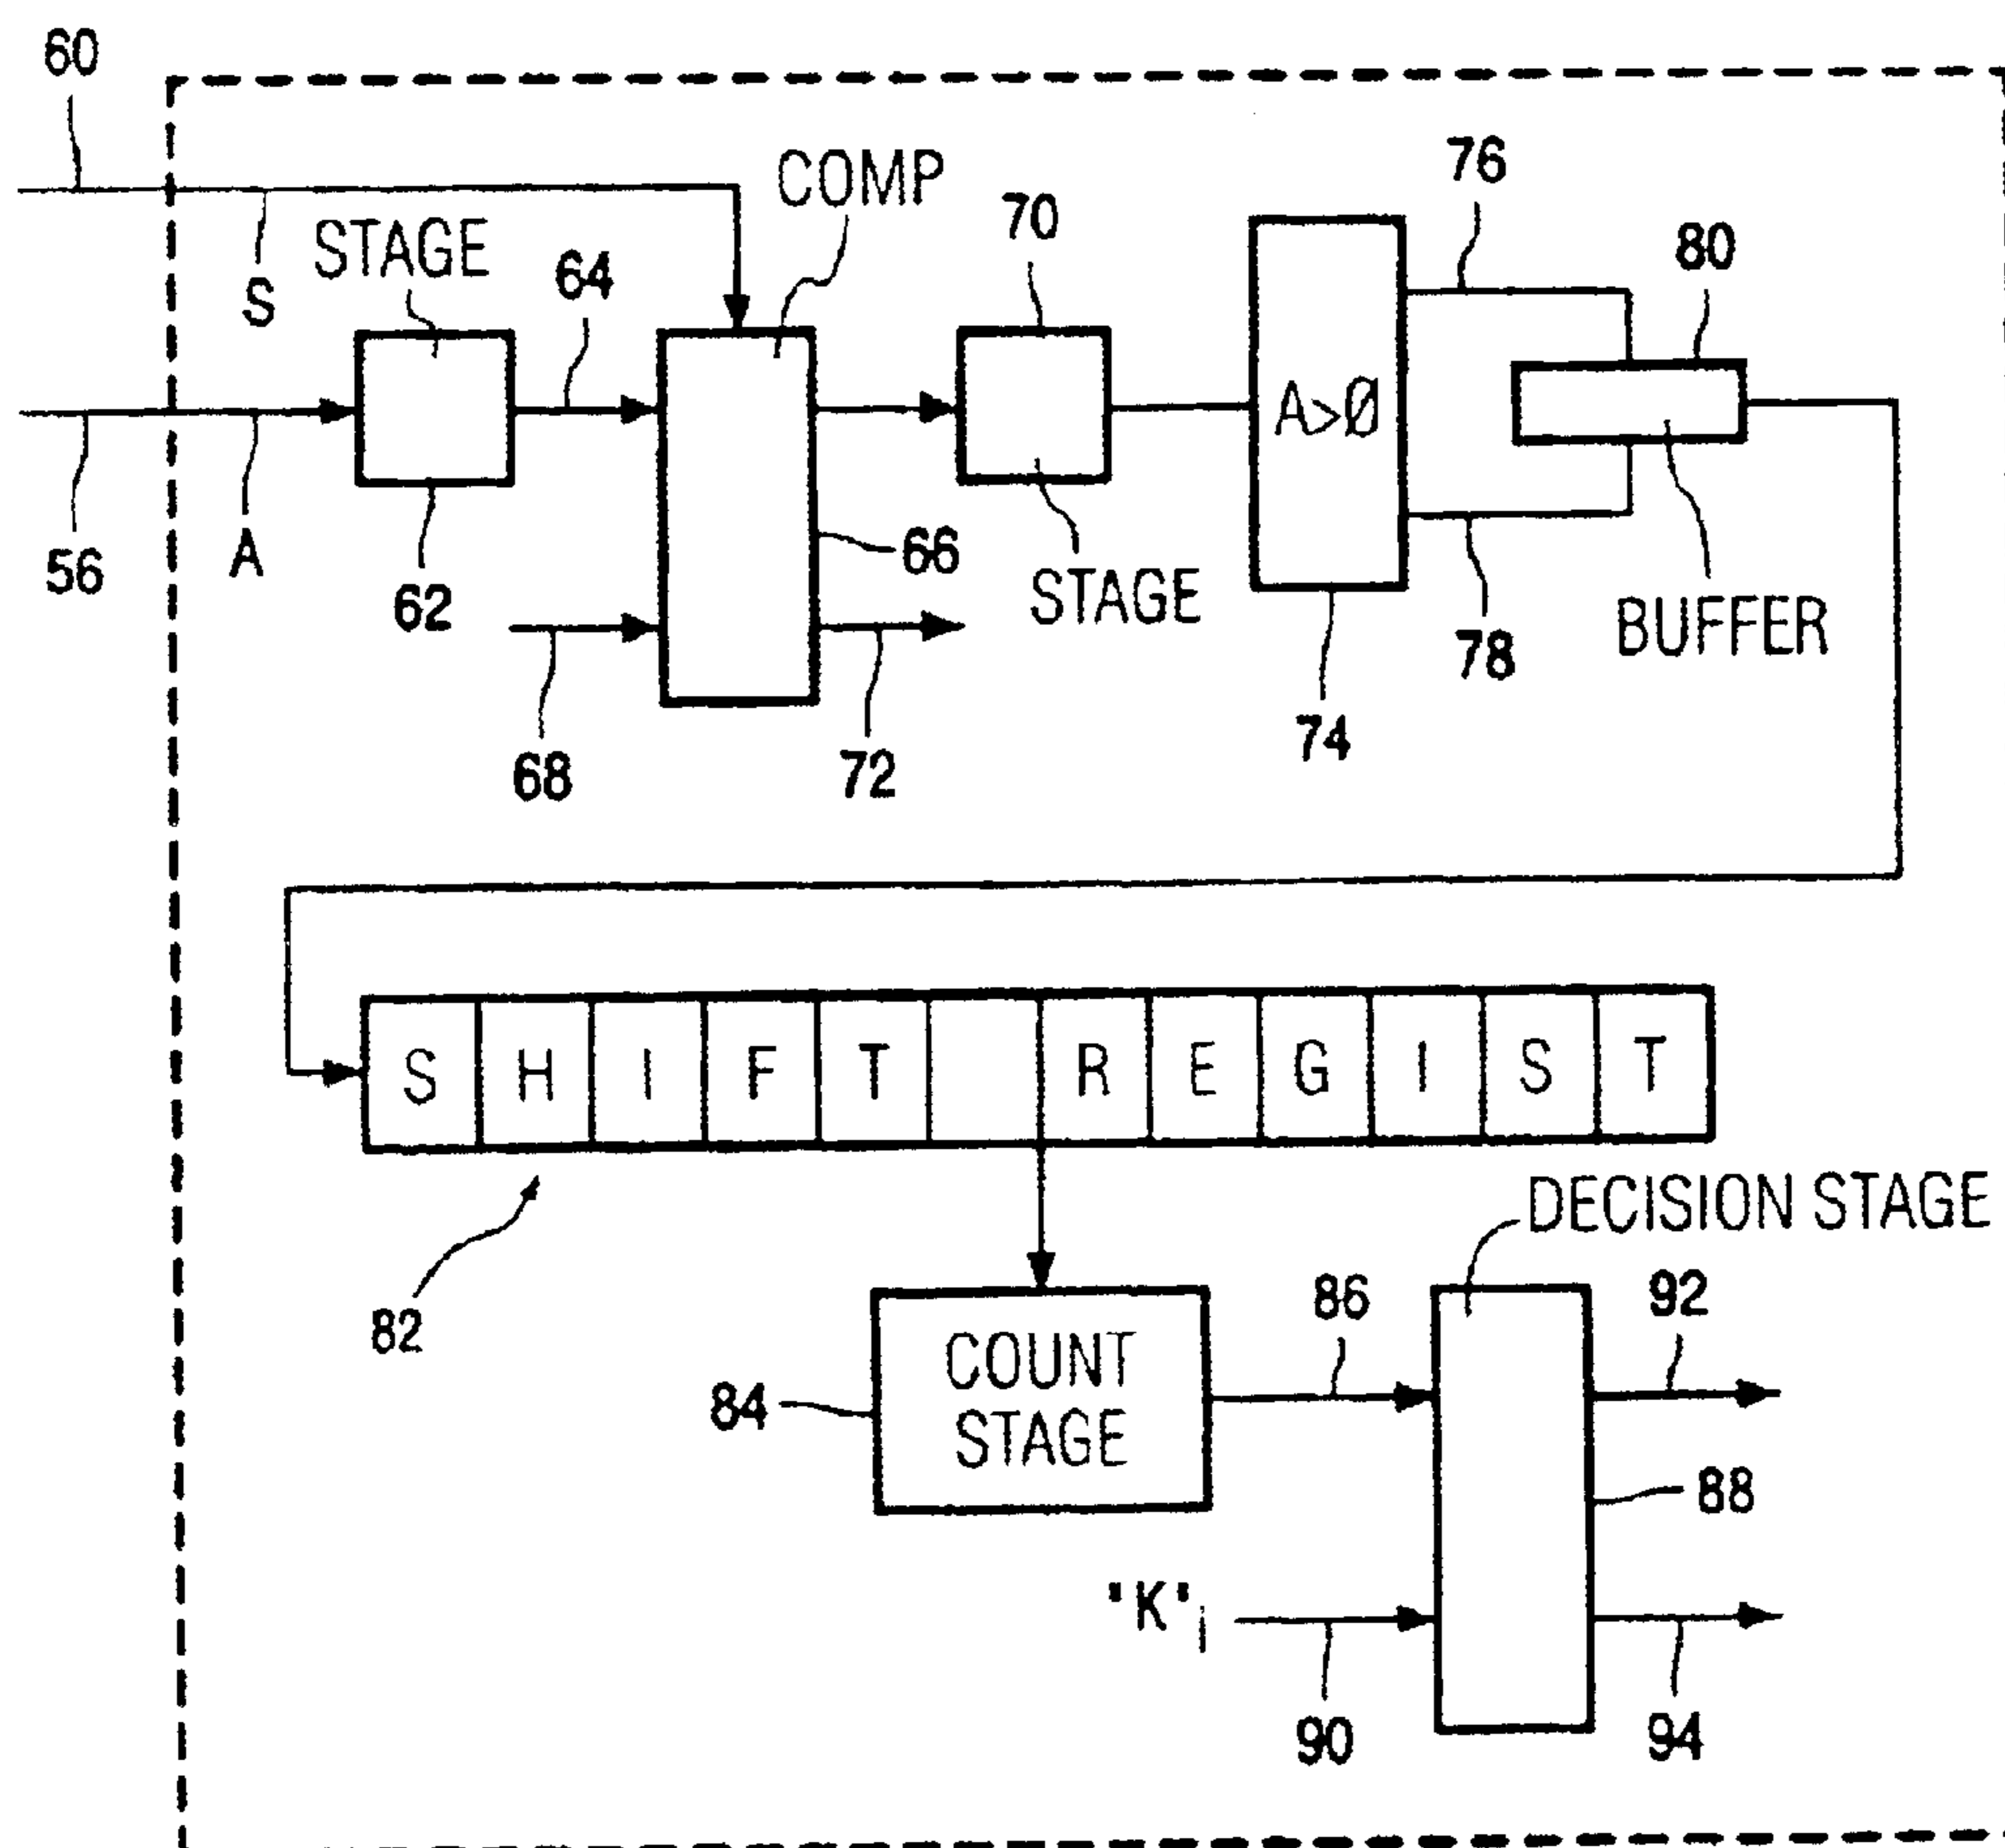 60
COMP
76
70
STAGE
64
80
S
A>Ø
56
A
62
66
STAGE
BUFFER
78
68
72
74
S H I F T R E G I S T
DECISION STAGE
82
86
92
COUNT
STAGE
84
88
"K"i
90
94